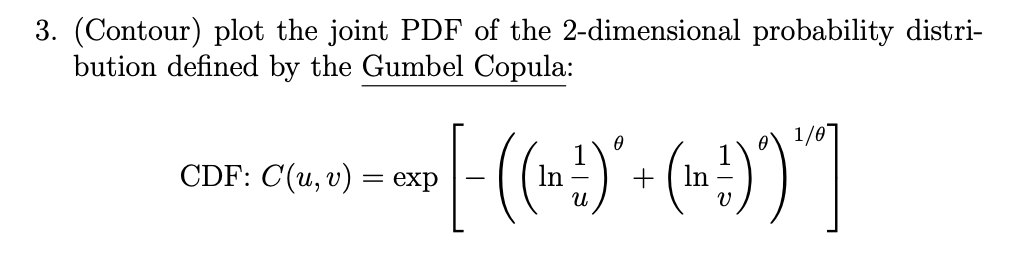 3. (Contour) plot the joint PDF of the 2-dimensional probability distri-
bution defined by the Gumbel Copula:
CDF: C(u, v) = exp [ − ( ( ln 1/u )^θ + ( ln 1/v )^θ )^{1/θ} ]